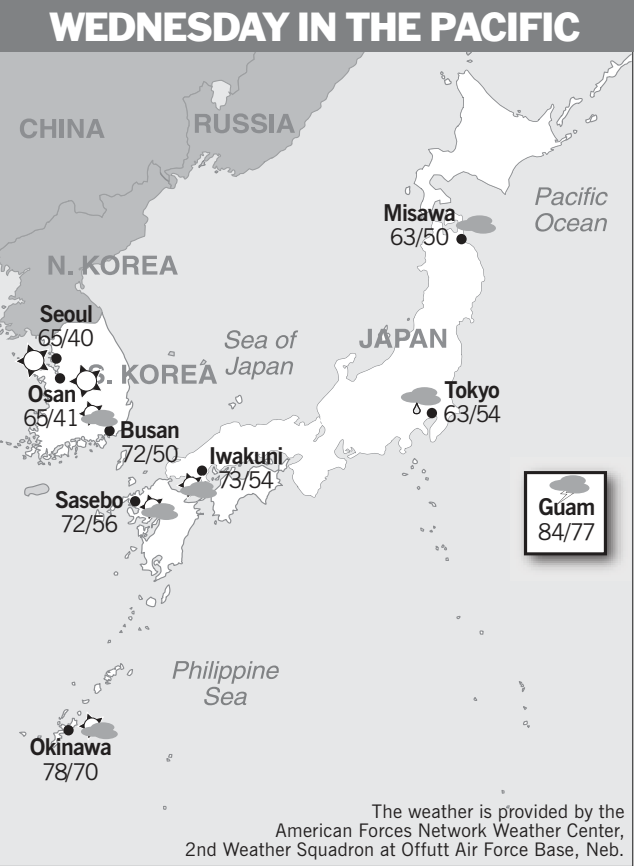 WEDNESDAY IN THE PACIFIC
CHINA
RUSSIA
Misawa
63/50
Pacific
Ocean
N. KOREA
Seoul
65/40
Sea of
Japan
JAPAN
S. KOREA
Osan
65/41
Tokyo
63/54
Busan
72/50
Iwakuni
73/54
Sasebo
72/56
Guam
84/77
Philippine
Sea
Okinawa
78/70
The weather is provided by the
American Forces Network Weather Center,
2nd Weather Squadron at Offutt Air Force Base, Neb.